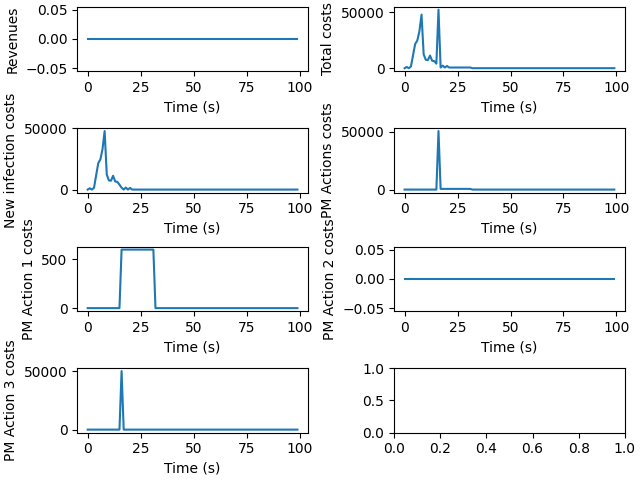 Revenues
0.05
0.00
−0.05
0 25 50 75 100
Time (s)
Total costs
50000
0
0 25 50 75 100
Time (s)
New infection costs
50000
0
0 25 50 75 100
Time (s)
PM Actions costs
50000
0
0 25 50 75 100
Time (s)
PM Action 1 costs
500
0
0 25 50 75 100
Time (s)
PM Action 2 costs
0.05
0.00
−0.05
0 25 50 75 100
Time (s)
PM Action 3 costs
50000
0
0 25 50 75 100
Time (s)
1.0
0.5
0.0
0.0 0.2 0.4 0.6 0.8 1.0